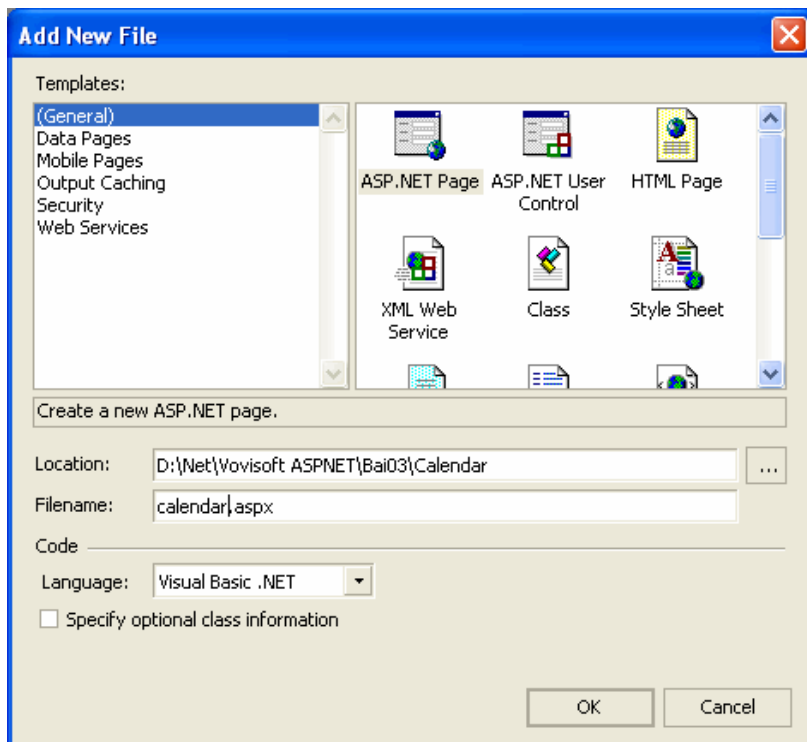 Add New File
Templates:
(General)
Data Pages
Mobile Pages
Output Caching
Security
Web Services
ASP.NET Page
ASP.NET User
Control
HTML Page
XML Web
Service
Class
Style Sheet
Create a new ASP.NET page.
Location:
D:\Net\Vovisoft ASPNET\Bai03\Calendar
...
Filename:
calendar.aspx
Code
Language:
Visual Basic .NET
Specify optional class information
OK
Cancel